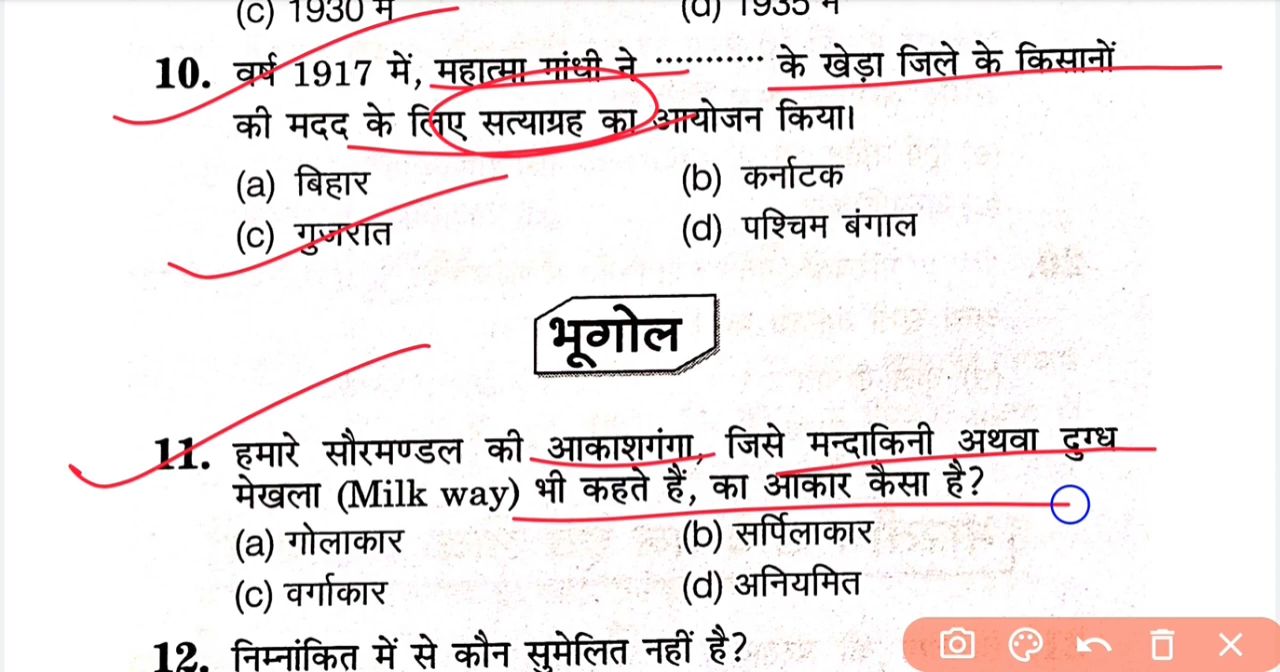 (c) 1930 में
(d) 1935 में
10. वर्ष 1917 में, महात्मा गांधी ने ........... के खेड़ा जिले के किसानों
की मदद के लिए सत्याग्रह का आयोजन किया।
(a) बिहार
(b) कर्नाटक
(c) गुजरात
(d) पश्चिम बंगाल
भूगोल
11. हमारे सौरमण्डल की आकाशगंगा, जिसे मन्दाकिनी अथवा दुग्ध
मेखला (Milk way) भी कहते हैं, का आकार कैसा है?
(a) गोलाकार
(b) सर्पिलाकार
(c) वर्गाकार
(d) अनियमित
12. निम्नांकित में से कौन सुमेलित नहीं है?